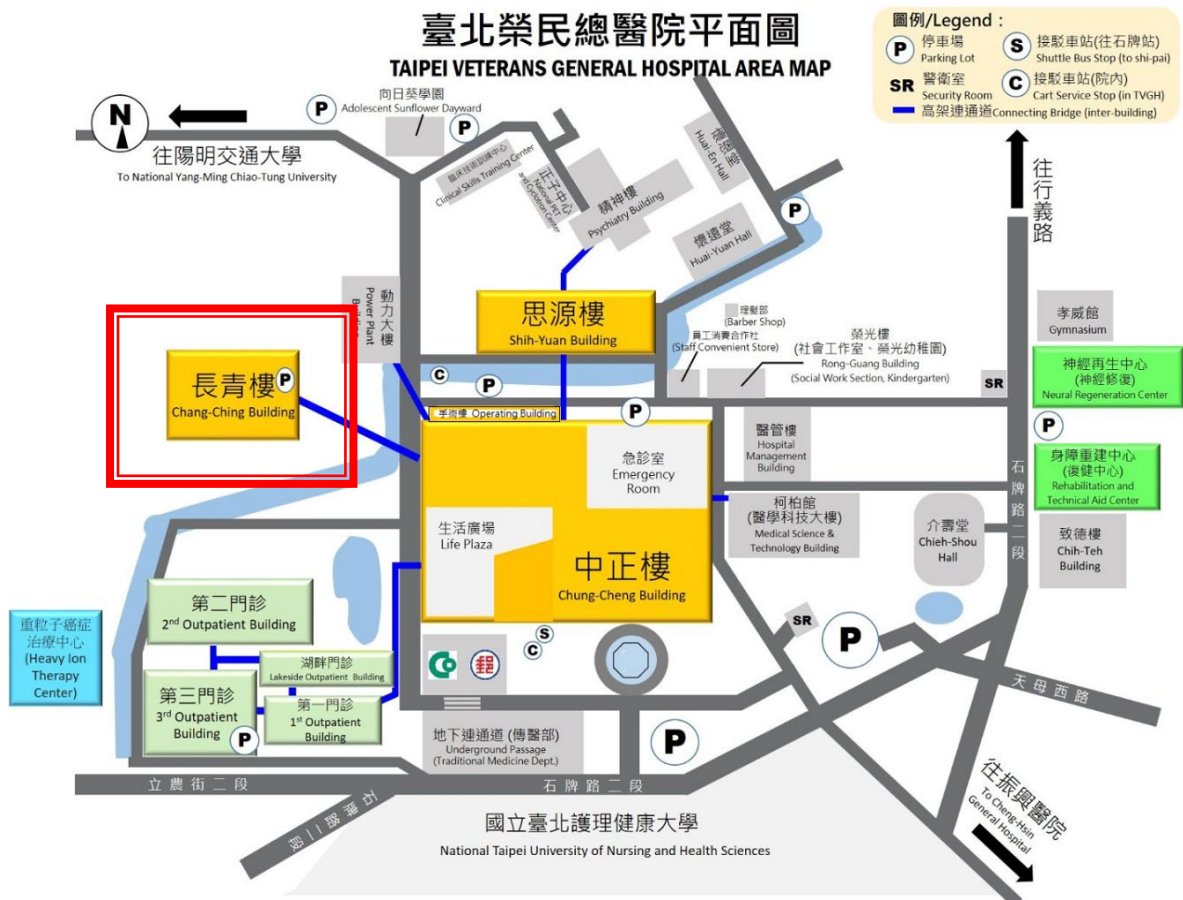 臺北榮民總醫院平面圖
TAIPEI VETERANS GENERAL HOSPITAL AREA MAP
圖例/Legend：
P
停車場
Parking Lot
S
接駁車站(往石牌站)
Shuttle Bus Stop (to shi-pai)
SR
警衛室
Security Room
C
接駁車站(院內)
Cart Service Stop (in TVGH)
高架連通道Connecting Bridge (inter-building)
N
往陽明交通大學
To National Yang-Ming Chiao-Tung University
P
向日葵學園
Adolescent Sunflower Dayward
P
臨床技術訓練中心
Clinical Skills Training Center
正子中心
National PET
and Cyclotron Center
精神樓
Psychiatry Building
懷恩堂
Huai-En Hall
懷遠堂
Huai-Yuan Hall
P
往行義路
動力大樓
Power Plant
Building
思源樓
Shih-Yuan Building
理髮部
(Barber Shop)
員工消費合作社
(Staff Convenient Store)
榮光樓
(社會工作室、榮光幼稚園)
Rong-Guang Building
(Social Work Section, Kindergarten)
孝威館
Gymnasium
神經再生中心
(神經修復)
Neural Regeneration Center
SR
長青樓
P
Chang-Ching Building
C
P
手術樓 Operating Building
P
急診室
Emergency
Room
醫管樓
Hospital
Management
Building
P
身障重建中心
(復健中心)
Rehabilitation and
Technical Aid Center
石牌路二段
生活廣場
Life Plaza
柯柏館
(醫學科技大樓)
Medical Science &
Technology Building
介壽堂
Chieh-Shou
Hall
致德樓
Chih-Teh
Building
中正樓
Chung-Cheng Building
第二門診
2nd Outpatient Building
重粒子癌症
治療中心
(Heavy Ion
Therapy
Center)
湖畔門診
Lakeside Outpatient Building
第三門診
3rd Outpatient
Building
P
第一門診
1st Outpatient
Building
S
C
郵
SR
P
天母西路
地下連通道 (傳醫部)
Underground Passage
(Traditional Medicine Dept.)
P
立農街二段
石牌路二段
石牌路二段
國立臺北護理健康大學
National Taipei University of Nursing and Health Sciences
往振興醫院
To Cheng-Hsin
General Hospital